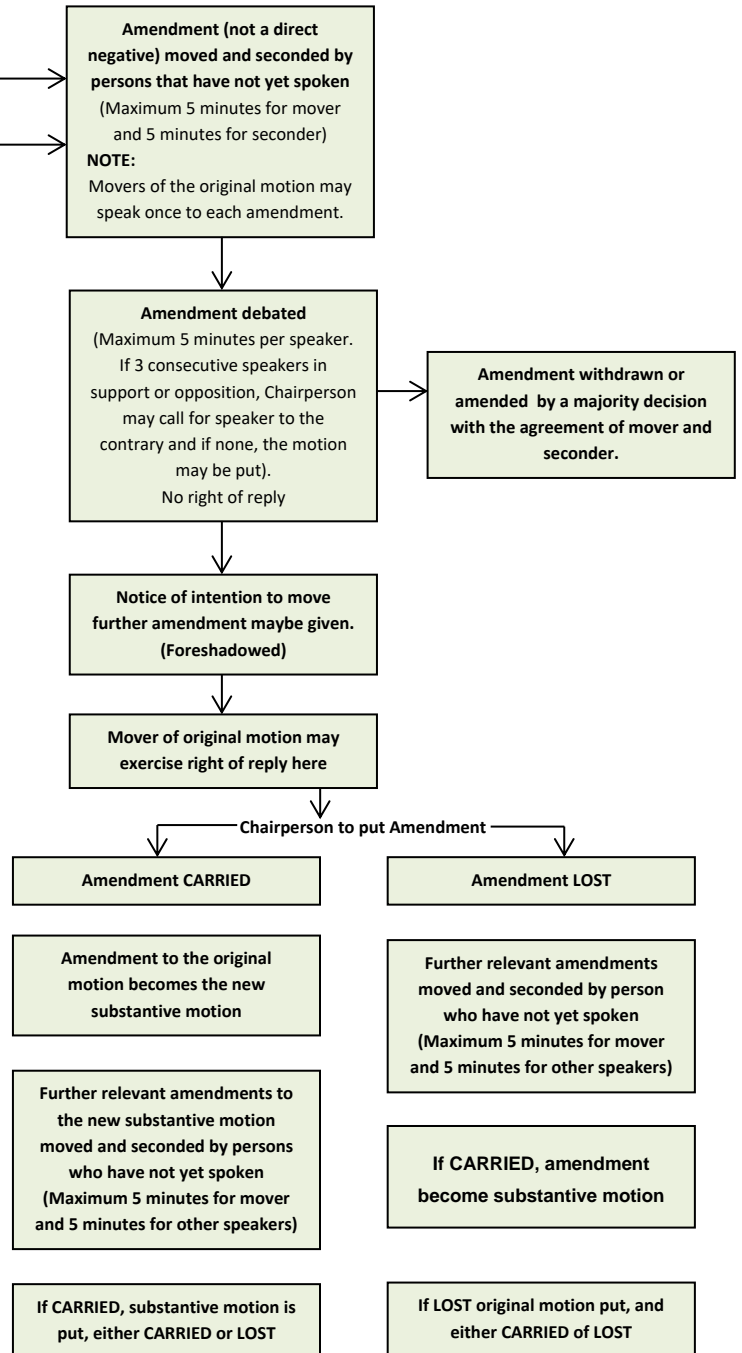 Amendment (not a direct
negative) moved and seconded by
persons that have not yet spoken
(Maximum 5 minutes for mover
and 5 minutes for seconder)
NOTE:
Movers of the original motion may
speak once to each amendment.
Amendment debated
(Maximum 5 minutes per speaker.
If 3 consecutive speakers in
support or opposition, Chairperson
may call for speaker to the
contrary and if none, the motion
may be put).
No right of reply
Amendment withdrawn or
amended by a majority decision
with the agreement of mover and
seconder.
Notice of intention to move
further amendment maybe given.
(Foreshadowed)
Mover of original motion may
exercise right of reply here
Chairperson to put Amendment
Amendment CARRIED
Amendment to the original
motion becomes the new
substantive motion
Further relevant amendments to
the new substantive motion
moved and seconded by persons
who have not yet spoken
(Maximum 5 minutes for mover
and 5 minutes for other speakers)
If CARRIED, substantive motion is
put, either CARRIED or LOST
Amendment LOST
Further relevant amendments
moved and seconded by person
who have not yet spoken
(Maximum 5 minutes for mover
and 5 minutes for other speakers)
If CARRIED, amendment
become substantive motion
If LOST original motion put, and
either CARRIED of LOST